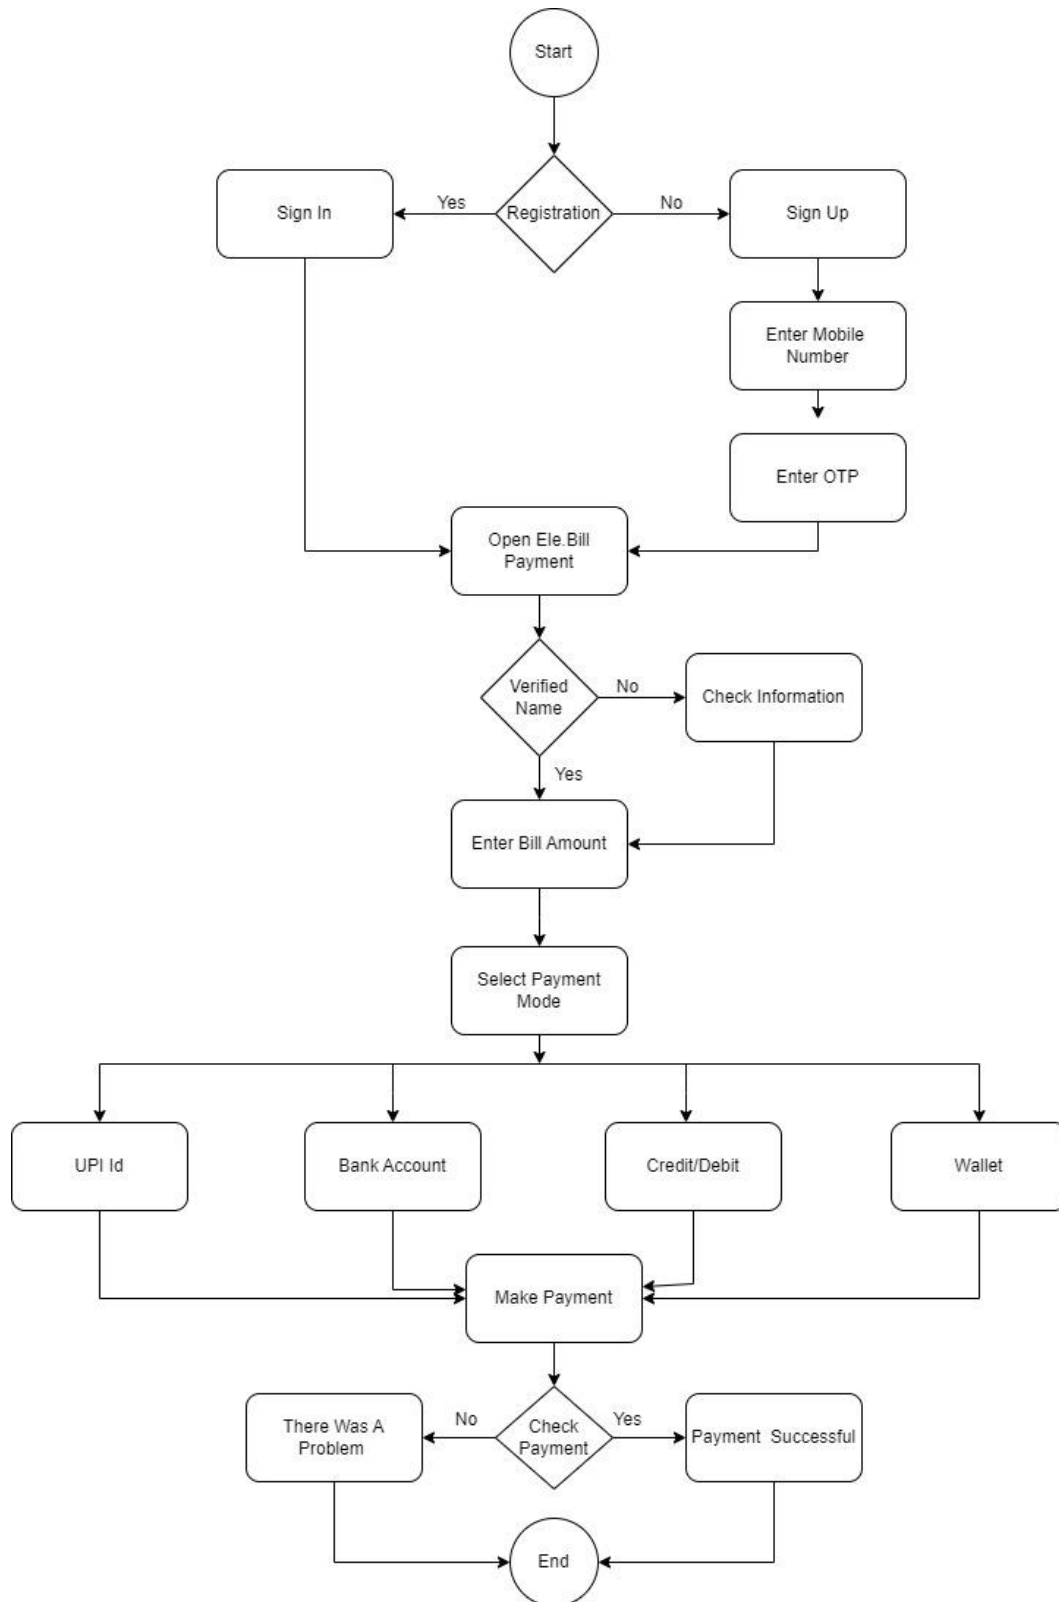 Start
Yes
No
Sign In
Registration
Sign Up
Enter Mobile
Number
Enter OTP
Open Ele.Bill
Payment
Verified
Name
No
Check Information
Yes
Enter Bill Amount
Select Payment
Mode
UPI Id
Bank Account
Credit/Debit
Wallet
Make Payment
There Was A
Problem
No
Check
Payment
Yes
Payment  Successful
End